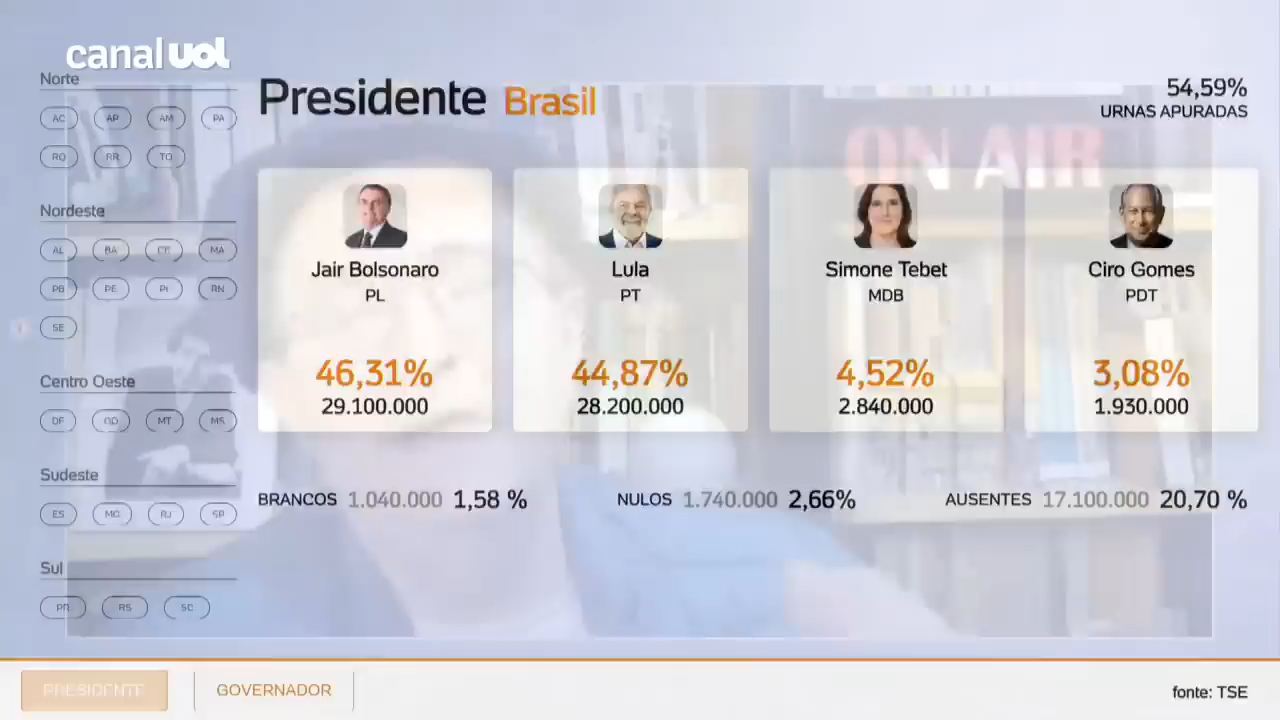 canal uol
Norte
AC AP AM PA
RO RR TO
Nordeste
AL BA CE MA
PB PE PI RN
SE
Centro Oeste
DF GO MT MS
Sudeste
ES MG RJ SP
Sul
PR RS SC
Presidente Brasil
54,59%
URNAS APURADAS
ON AIR
Jair Bolsonaro
PL
46,31%
29.100.000
Lula
PT
44,87%
28.200.000
Simone Tebet
MDB
4,52%
2.840.000
Ciro Gomes
PDT
3,08%
1.930.000
BRANCOS 1.040.000 1,58 %
NULOS 1.740.000 2,66%
AUSENTES 17.100.000 20,70 %
PRESIDENTE
GOVERNADOR
fonte: TSE